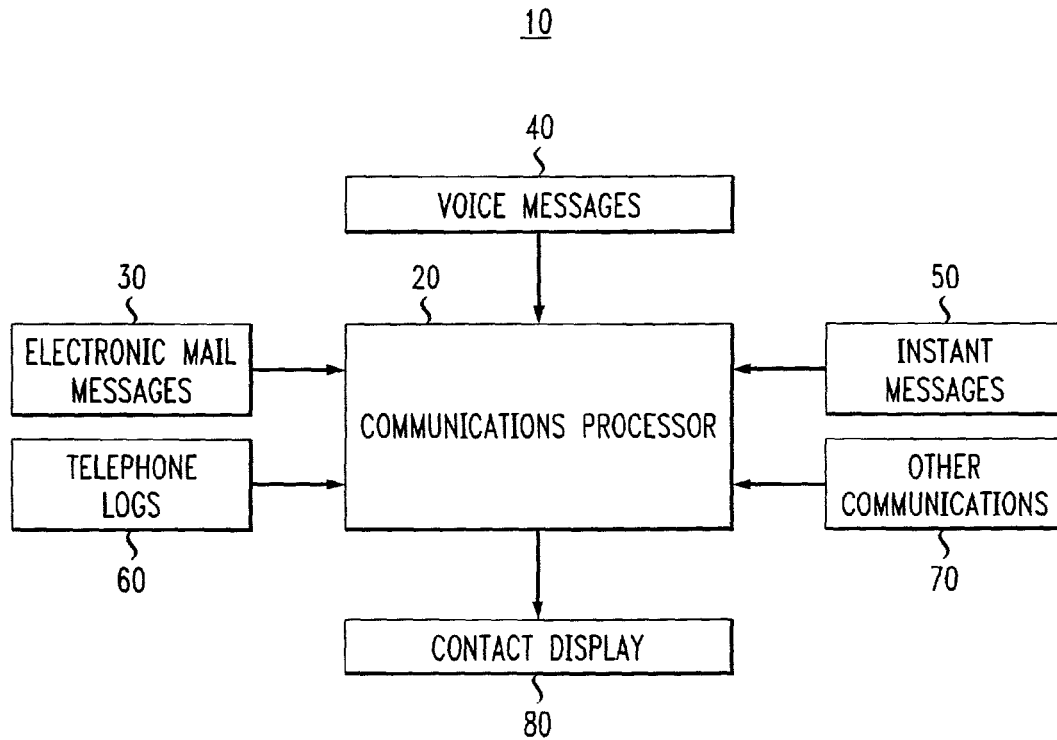 10
40
VOICE MESSAGES
30
20
50
ELECTRONIC MAIL
MESSAGES
INSTANT
MESSAGES
COMMUNICATIONS PROCESSOR
TELEPHONE
LOGS
OTHER
COMMUNICATIONS
60
70
CONTACT DISPLAY
80